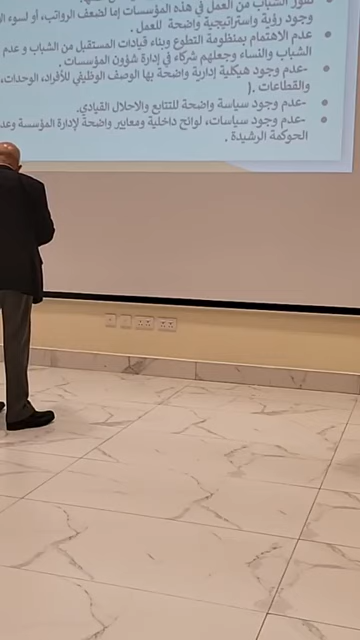 نفور الشباب من العمل في هذه المؤسسات إما لضعف الرواتب، أو لسوء
وجود رؤية واستراتيجية واضحة للعمل .
عدم الاهتمام بمنظومة التطوع وبناء قيادات المستقبل من الشباب و عدم
الشباب والنساء وجعلهم شركاء في إدارة شؤون المؤسسات .
-عدم وجود هيكلية إدارية واضحة بها الوصف الوظيفي للأفراد، الوحدات،
والقطاعات .(
-عدم وجود سياسة واضحة للتتابع والاحلال القيادي.
-عدم وجود سياسات، لوائح داخلية ومعايير واضحة لإدارة المؤسسة وعد
الحوكمة الرشيدة .